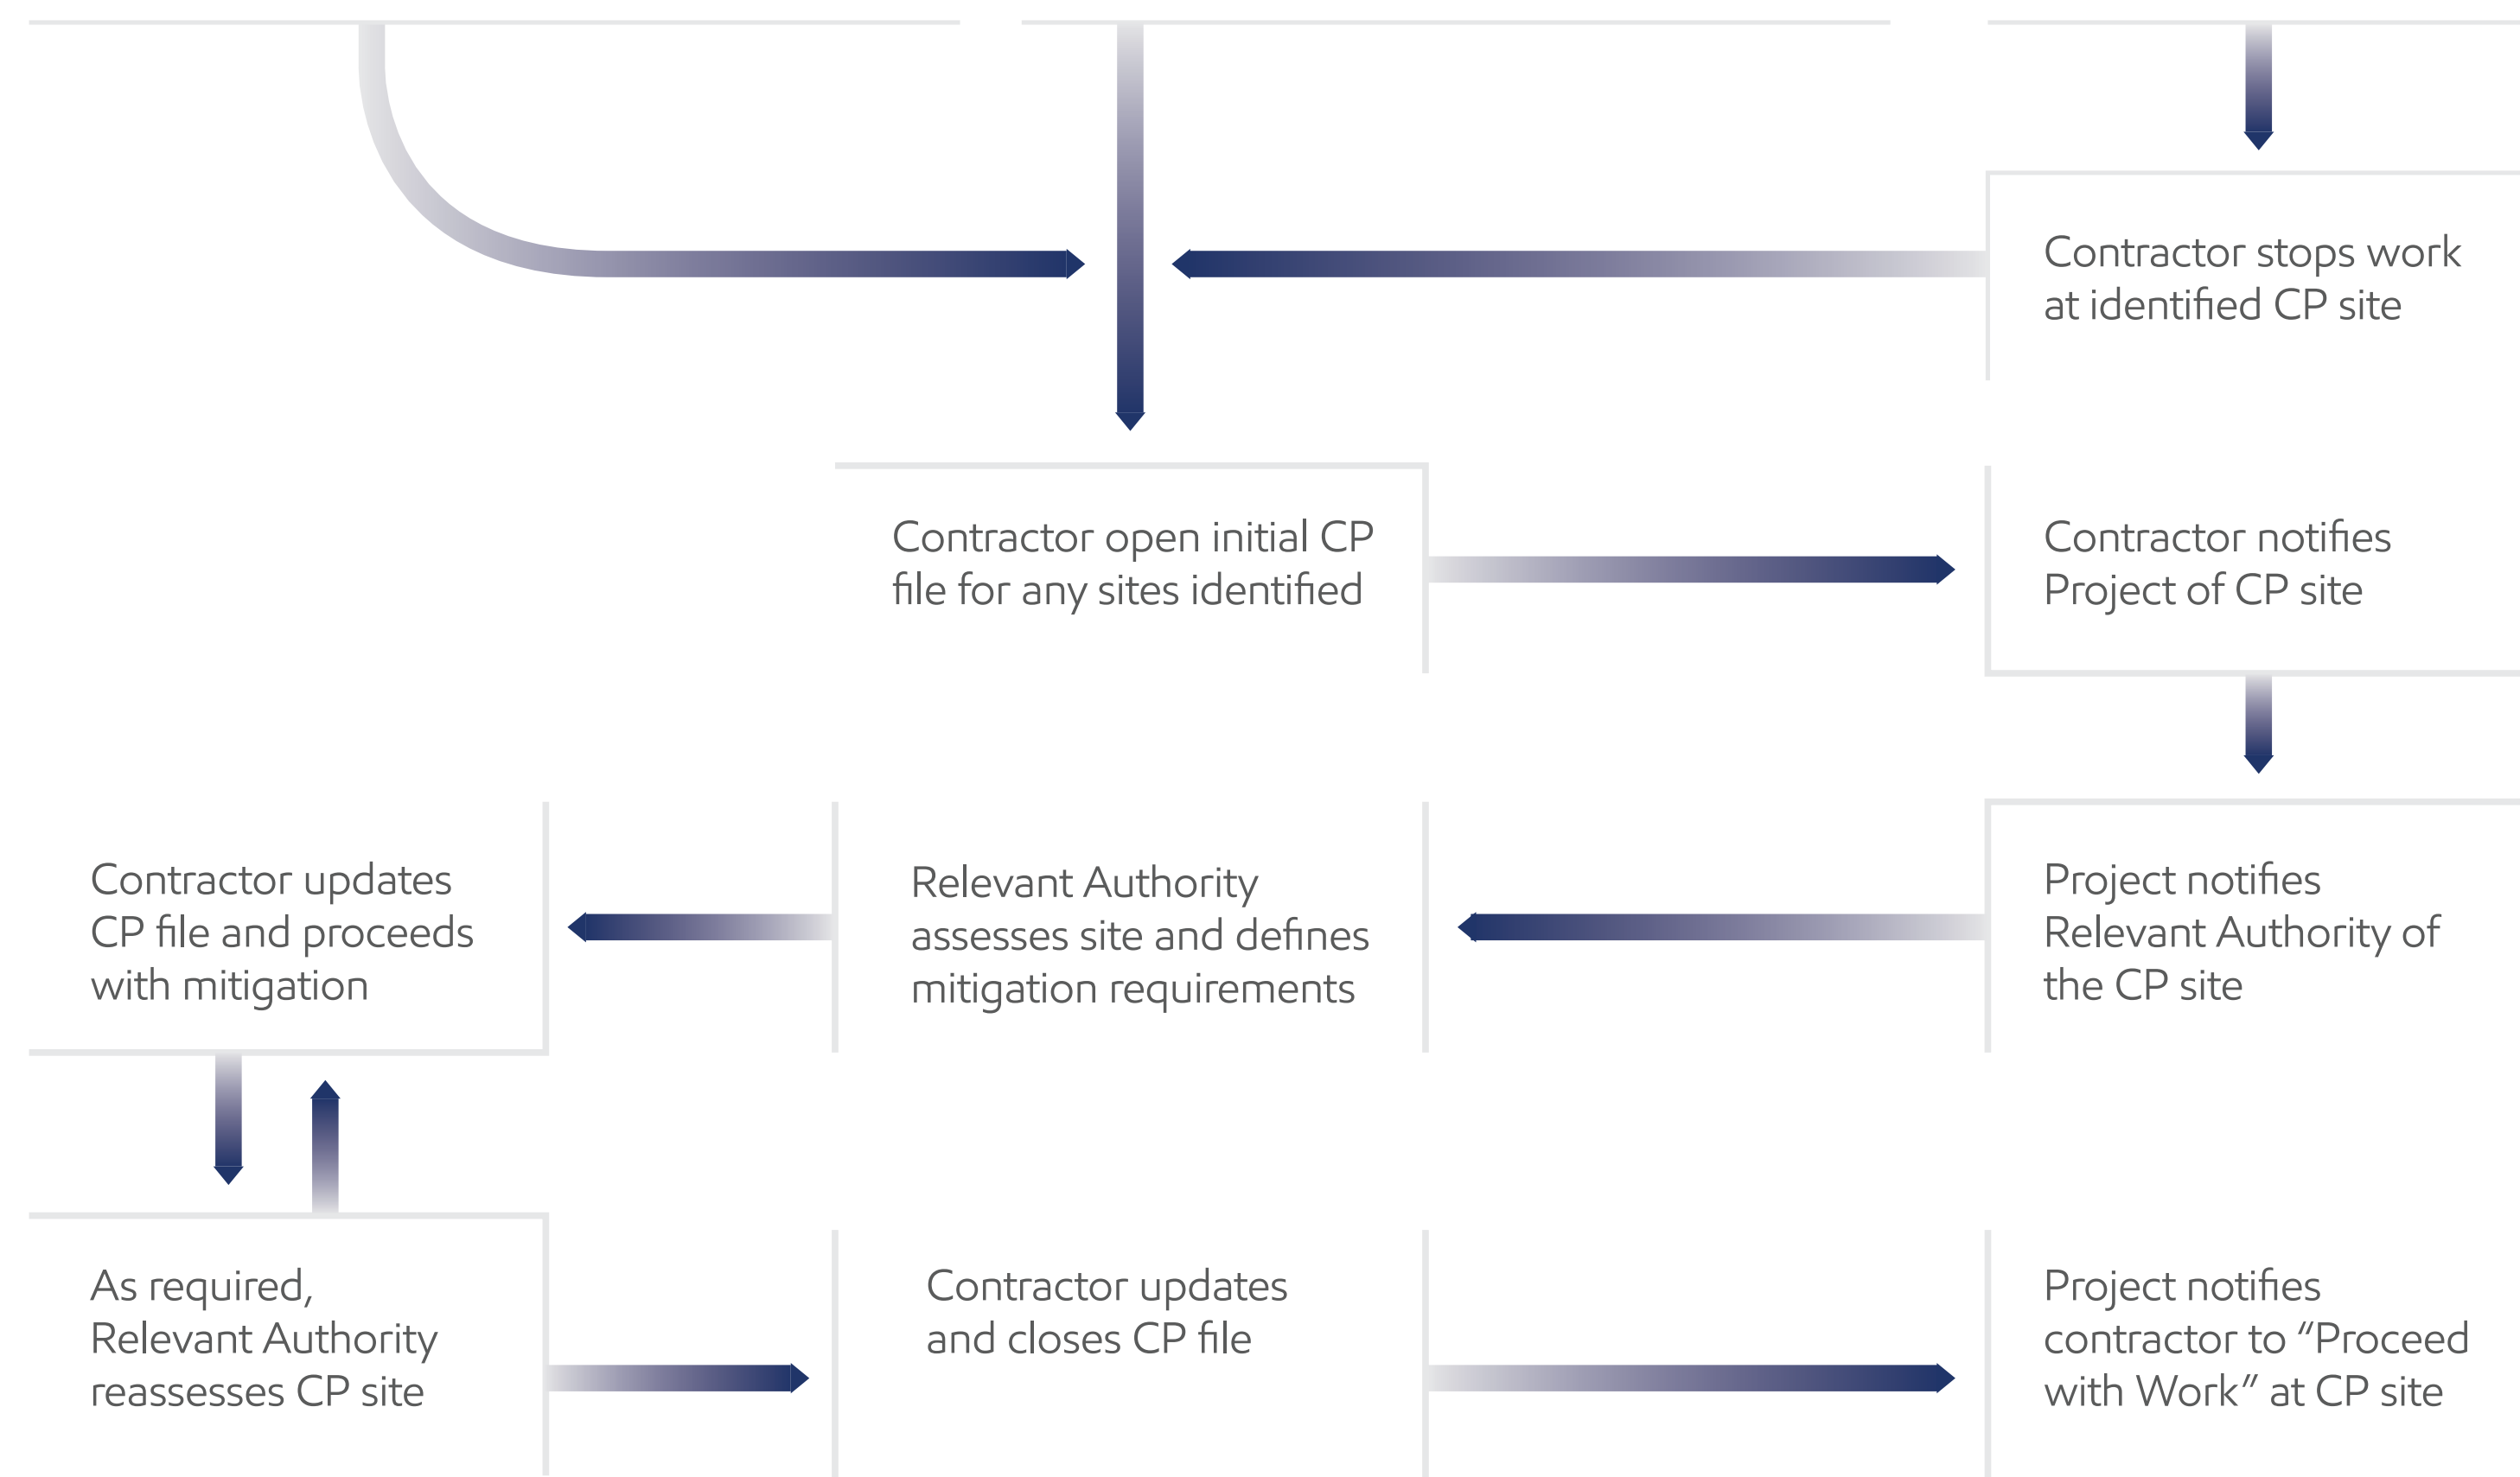 Contractor stops work
at identified CP site
Contractor open initial CP
file for any sites identified
Contractor notifies
Project of CP site
Contractor updates
CP file and proceeds
with mitigation
Relevant Authority
assesses site and defines
mitigation requirements
Project notifies
Relevant Authority of
the CP site
As required,
Relevant Authority
reassesses CP site
Contractor updates
and closes CP file
Project notifies
contractor to “Proceed
with Work” at CP site